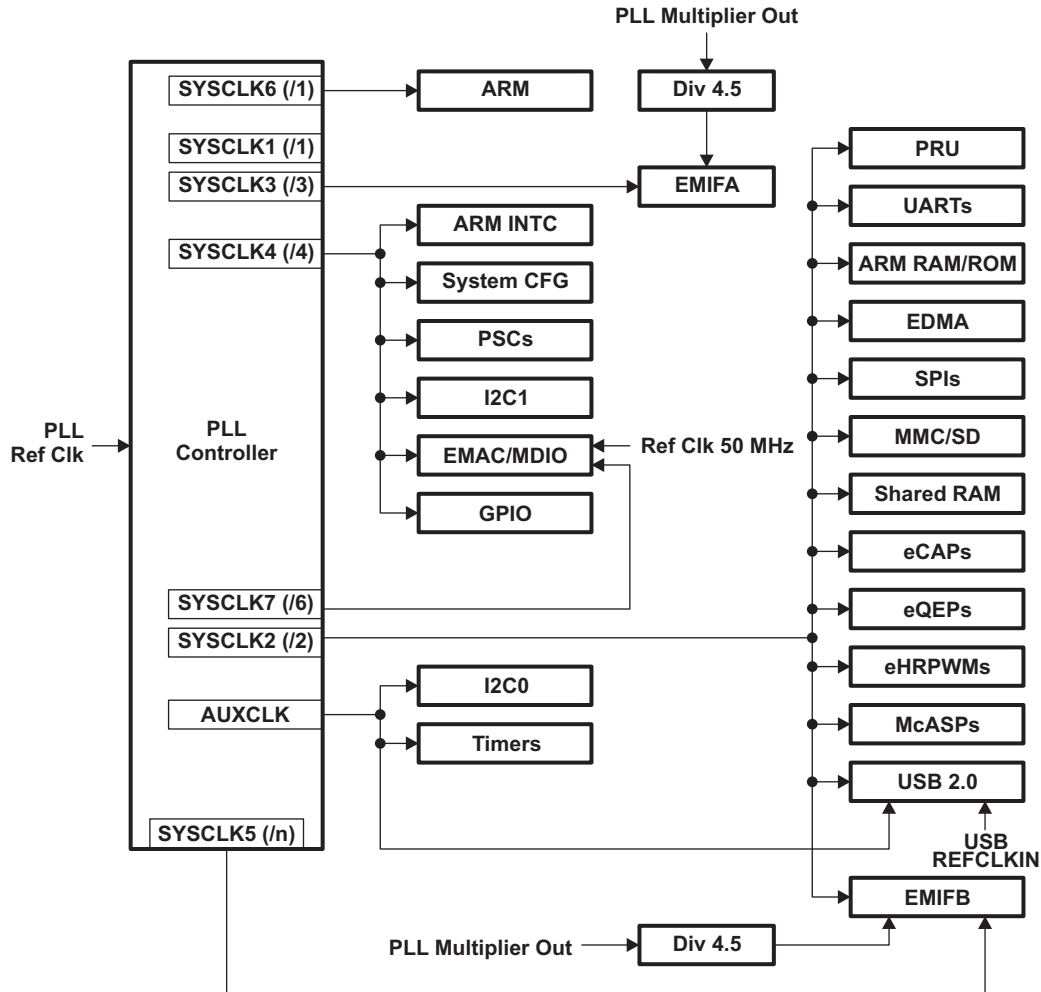 PLL Multiplier Out
SYSCLK6 (/1)
ARM
Div 4.5
SYSCLK1 (/1)
PRU
SYSCLK3 (/3)
EMIFA
UARTs
ARM INTC
SYSCLK4 (/4)
ARM RAM/ROM
System CFG
EDMA
PSCs
SPIs
I2C1
PLL
Ref Clk
PLL
Controller
MMC/SD
EMAC/MDIO
Ref Clk 50 MHz
Shared RAM
GPIO
eCAPs
SYSCLK7 (/6)
eQEPs
SYSCLK2 (/2)
eHRPWMs
I2C0
AUXCLK
McASPs
Timers
USB 2.0
SYSCLK5 (/n)
USB
REFCLKIN
EMIFB
PLL Multiplier Out
Div 4.5